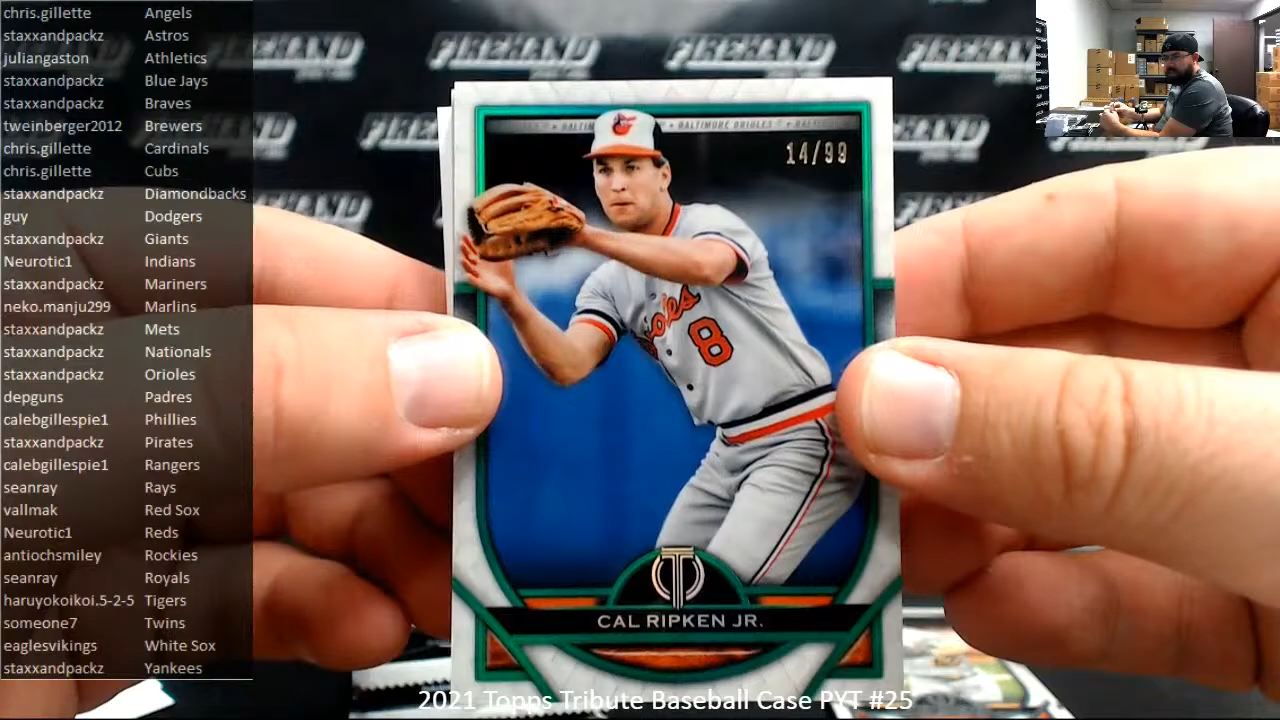 chris.gillette Angels
staxxandpackz Astros
juliangaston Athletics
staxxandpackz Blue Jays
staxxandpackz Braves
tweinberger2012 Brewers
chris.gillette Cardinals
chris.gillette Cubs
staxxandpackz Diamondbacks
guy Dodgers
staxxandpackz Giants
Neurotic1 Indians
staxxandpackz Mariners
neko.manju299 Marlins
staxxandpackz Mets
staxxandpackz Nationals
staxxandpackz Orioles
depguns Padres
calebgillespie1 Phillies
staxxandpackz Pirates
calebgillespie1 Rangers
seanray Rays
vallmak Red Sox
Neurotic1 Reds
antiochsmiley Rockies
seanray Royals
haruyokoikoi.5-2-5 Tigers
someone7 Twins
eaglesvikings White Sox
staxxandpackz Yankees
FIREHAND FIREHAND FIREHAND FIREHAND
BALTIMORE ORIOLES
14/99
8
CAL RIPKEN JR.
2021 Topps Tribute Baseball Case PYT #25